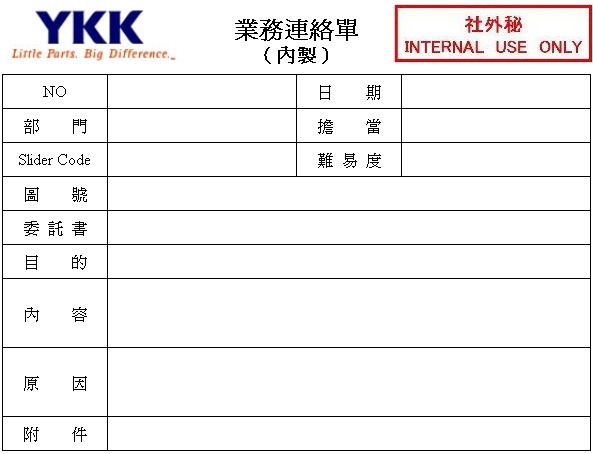 YKK
Little Parts. Big Difference.
業務連絡單
（內製）
社外秘
INTERNAL USE ONLY
NO 日 期
部 門 擔 當
Slider Code 難 易 度
圖 號
委 託 書
目 的
內 容
原 因
附 件